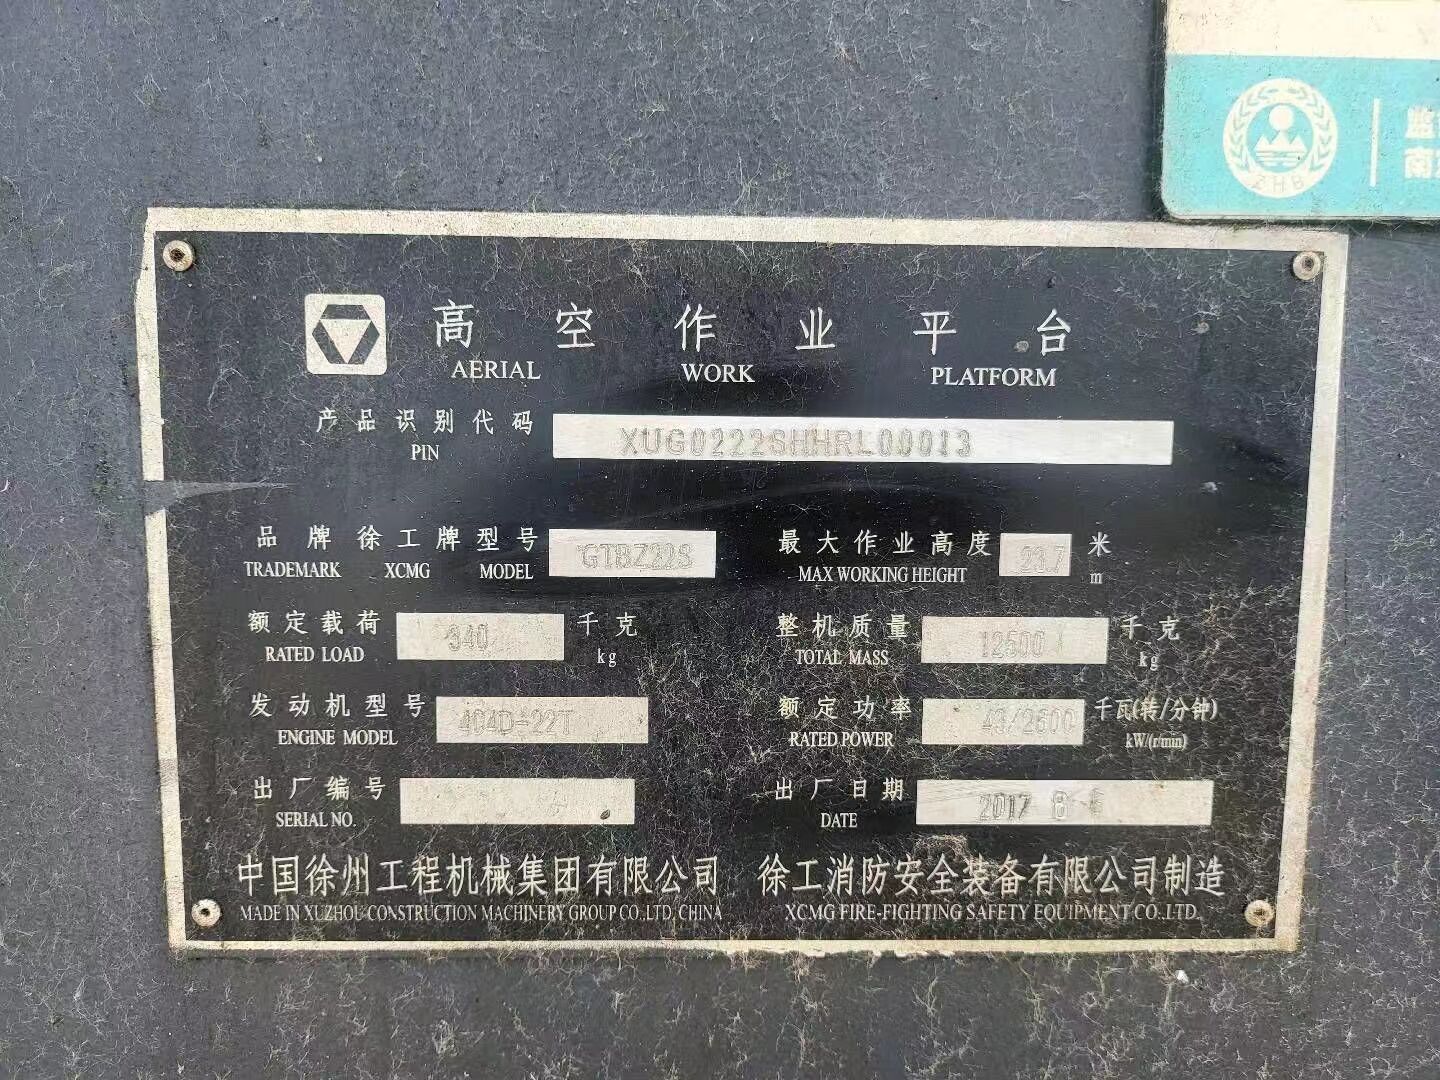 ZHB
高空作业平台
AERIAL WORK PLATFORM
产品识别代码 XUG0222SHHRL00013
PIN
品牌 徐工牌 型号 GTBZ22S
TRADEMARK XCMG MODEL
最大作业高度 23.7 米
MAX WORKING HEIGHT m
额定载荷 340 千克
RATED LOAD kg
整机质量 12500 千克
TOTAL MASS kg
发动机型号 404D-22T
ENGINE MODEL
额定功率 43/2600 千瓦(转/分钟)
RATED POWER kW/(r/min)
出厂编号
SERIAL NO.
出厂日期 2017 8
DATE
中国徐州工程机械集团有限公司 徐工消防安全装备有限公司制造
MADE IN XUZHOU CONSTRUCTION MACHINERY GROUP CO., LTD, CHINA XCMG FIRE-FIGHTING SAFETY EQUIPMENT CO., LTD.